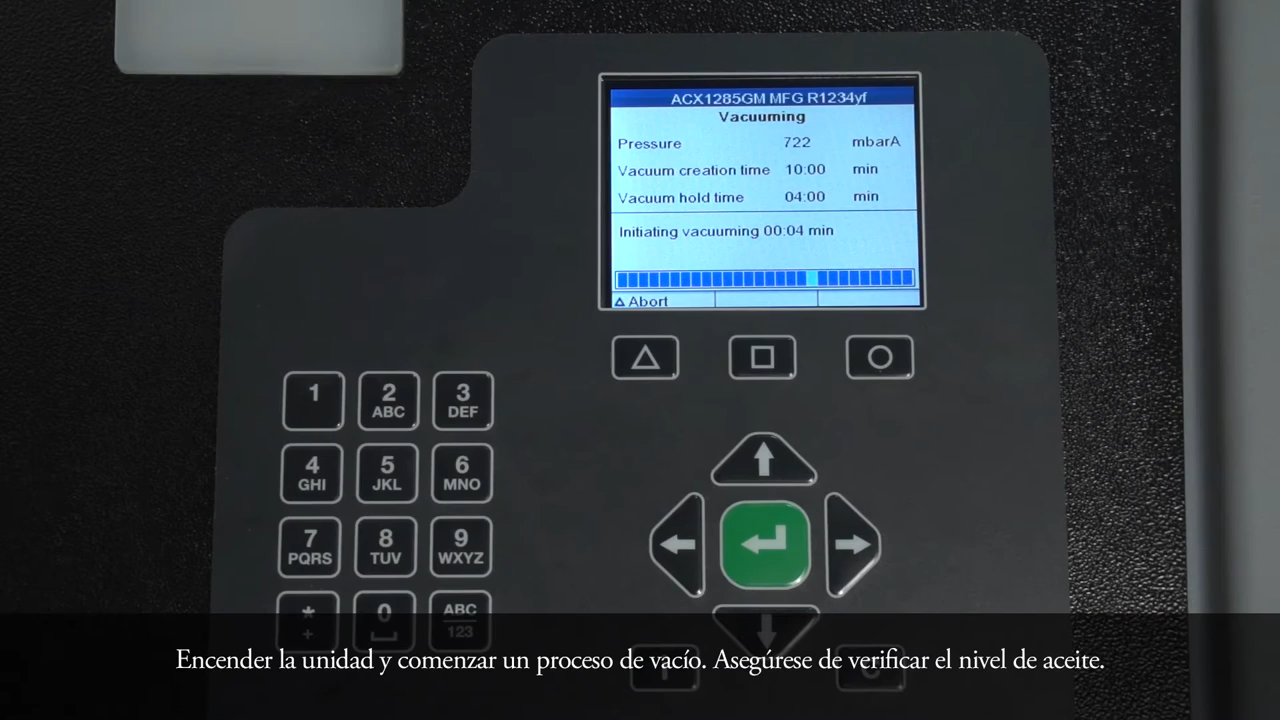 ACX1285GM MFG R1234yf
Vacuuming
Pressure 722 mbarA
Vacuum creation time 10:00 min
Vacuum hold time 04:00 min
Initiating vacuuming 00:04 min
Abort
1 2 3
ABC DEF
4 5 6
GHI JKL MNO
7 8 9
PQRS TUV WXYZ
* 0 ABC
+ 123
Encender la unidad y comenzar un proceso de vacío. Asegúrese de verificar el nivel de aceite.